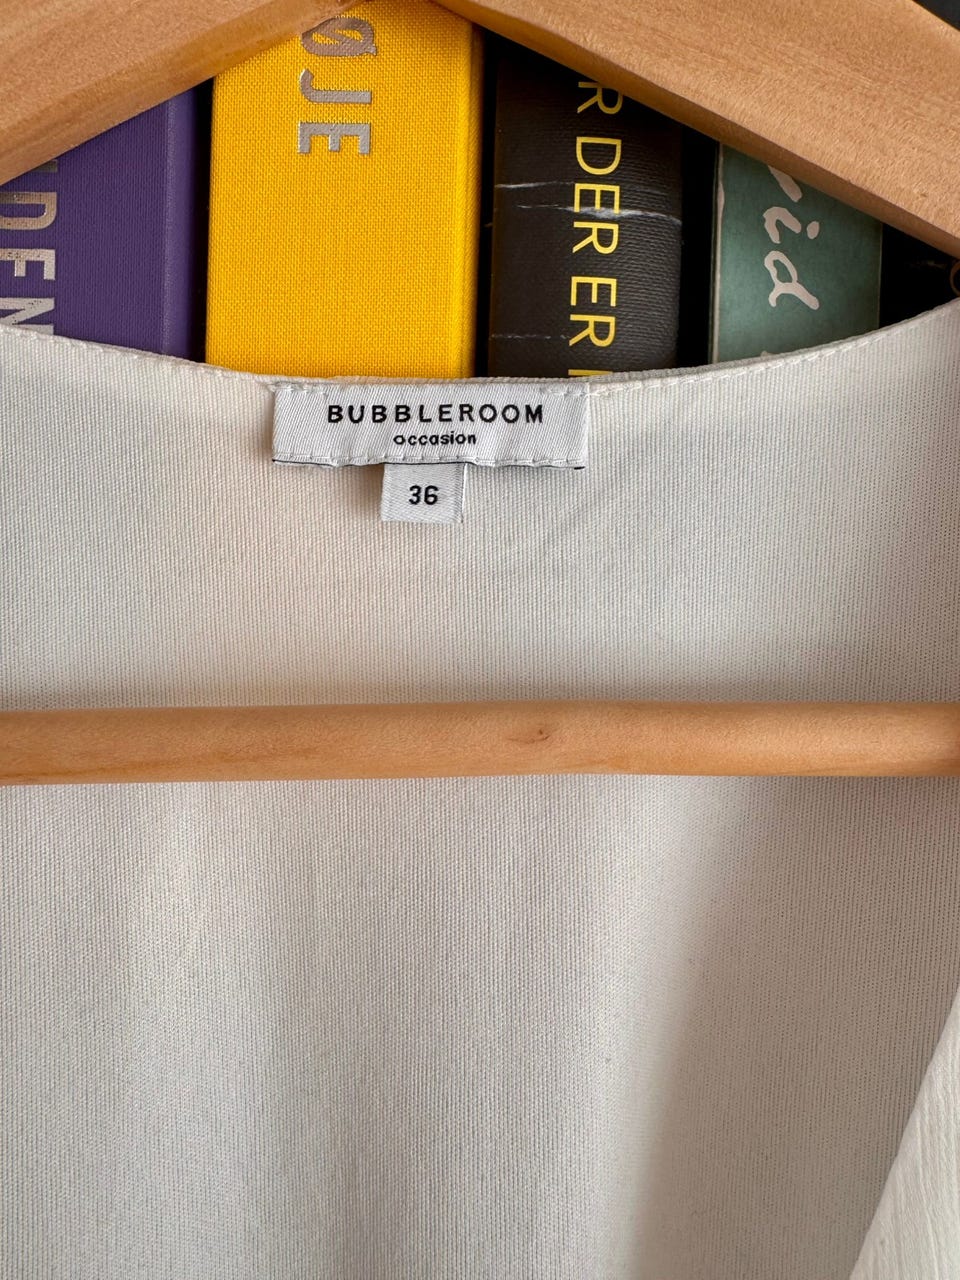 BUBBLEROOM
occasion
36
ØJE
DER ER